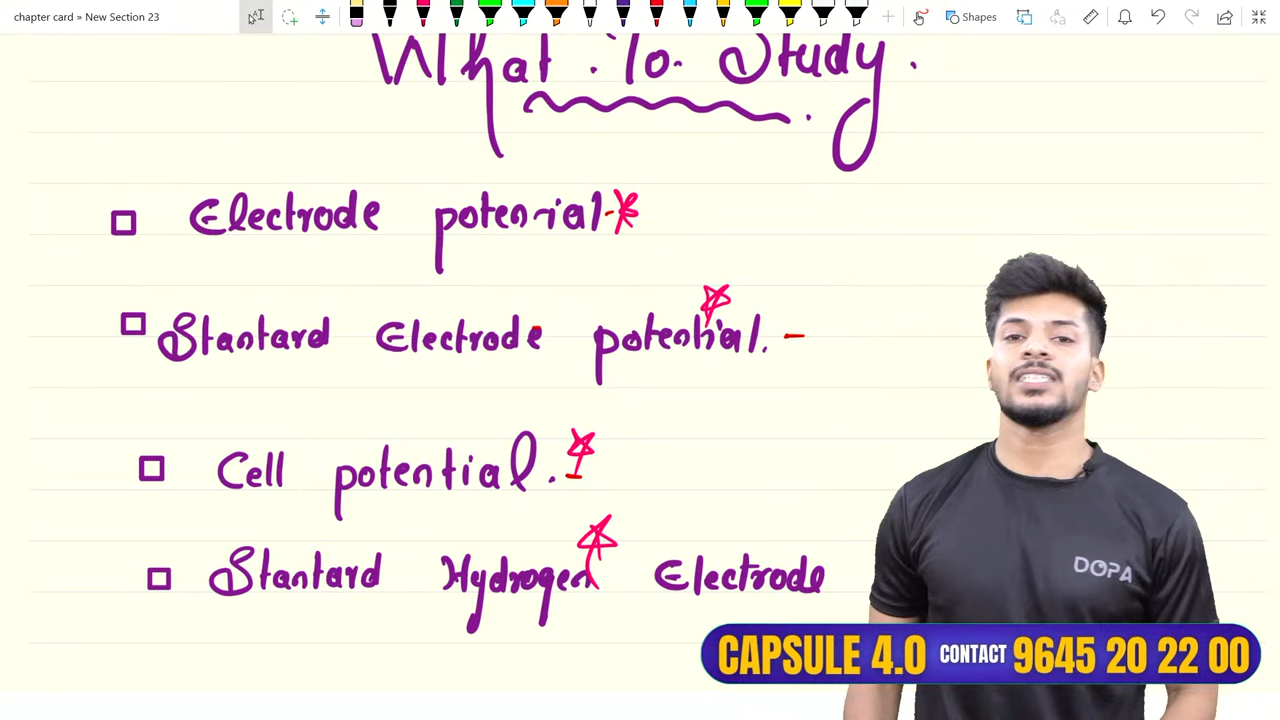 chapter card » New Section 23
Shapes
What To Study.
Electrode potential
Stantard Electrode potential.
Cell potential.
Stantard Hydrogen Electrode
DOPA
CAPSULE 4.0 CONTACT 9645 20 22 00